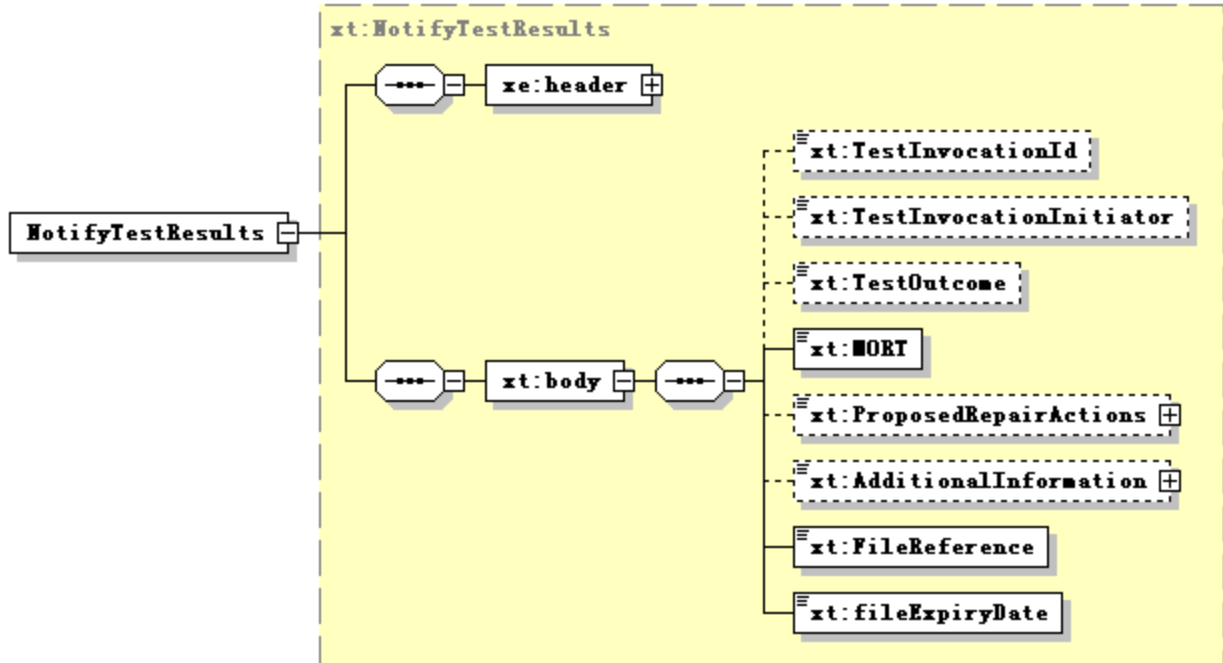 xt:NotifyTestResults
xe:header
xt:TestInvocationId
xt:TestInvocationInitiator
NotifyTestResults
xt:TestOutcome
xt:MORT
xt:body
xt:ProposedRepairActions
xt:AdditionalInformation
xt:FileReference
xt:fileExpiryDate